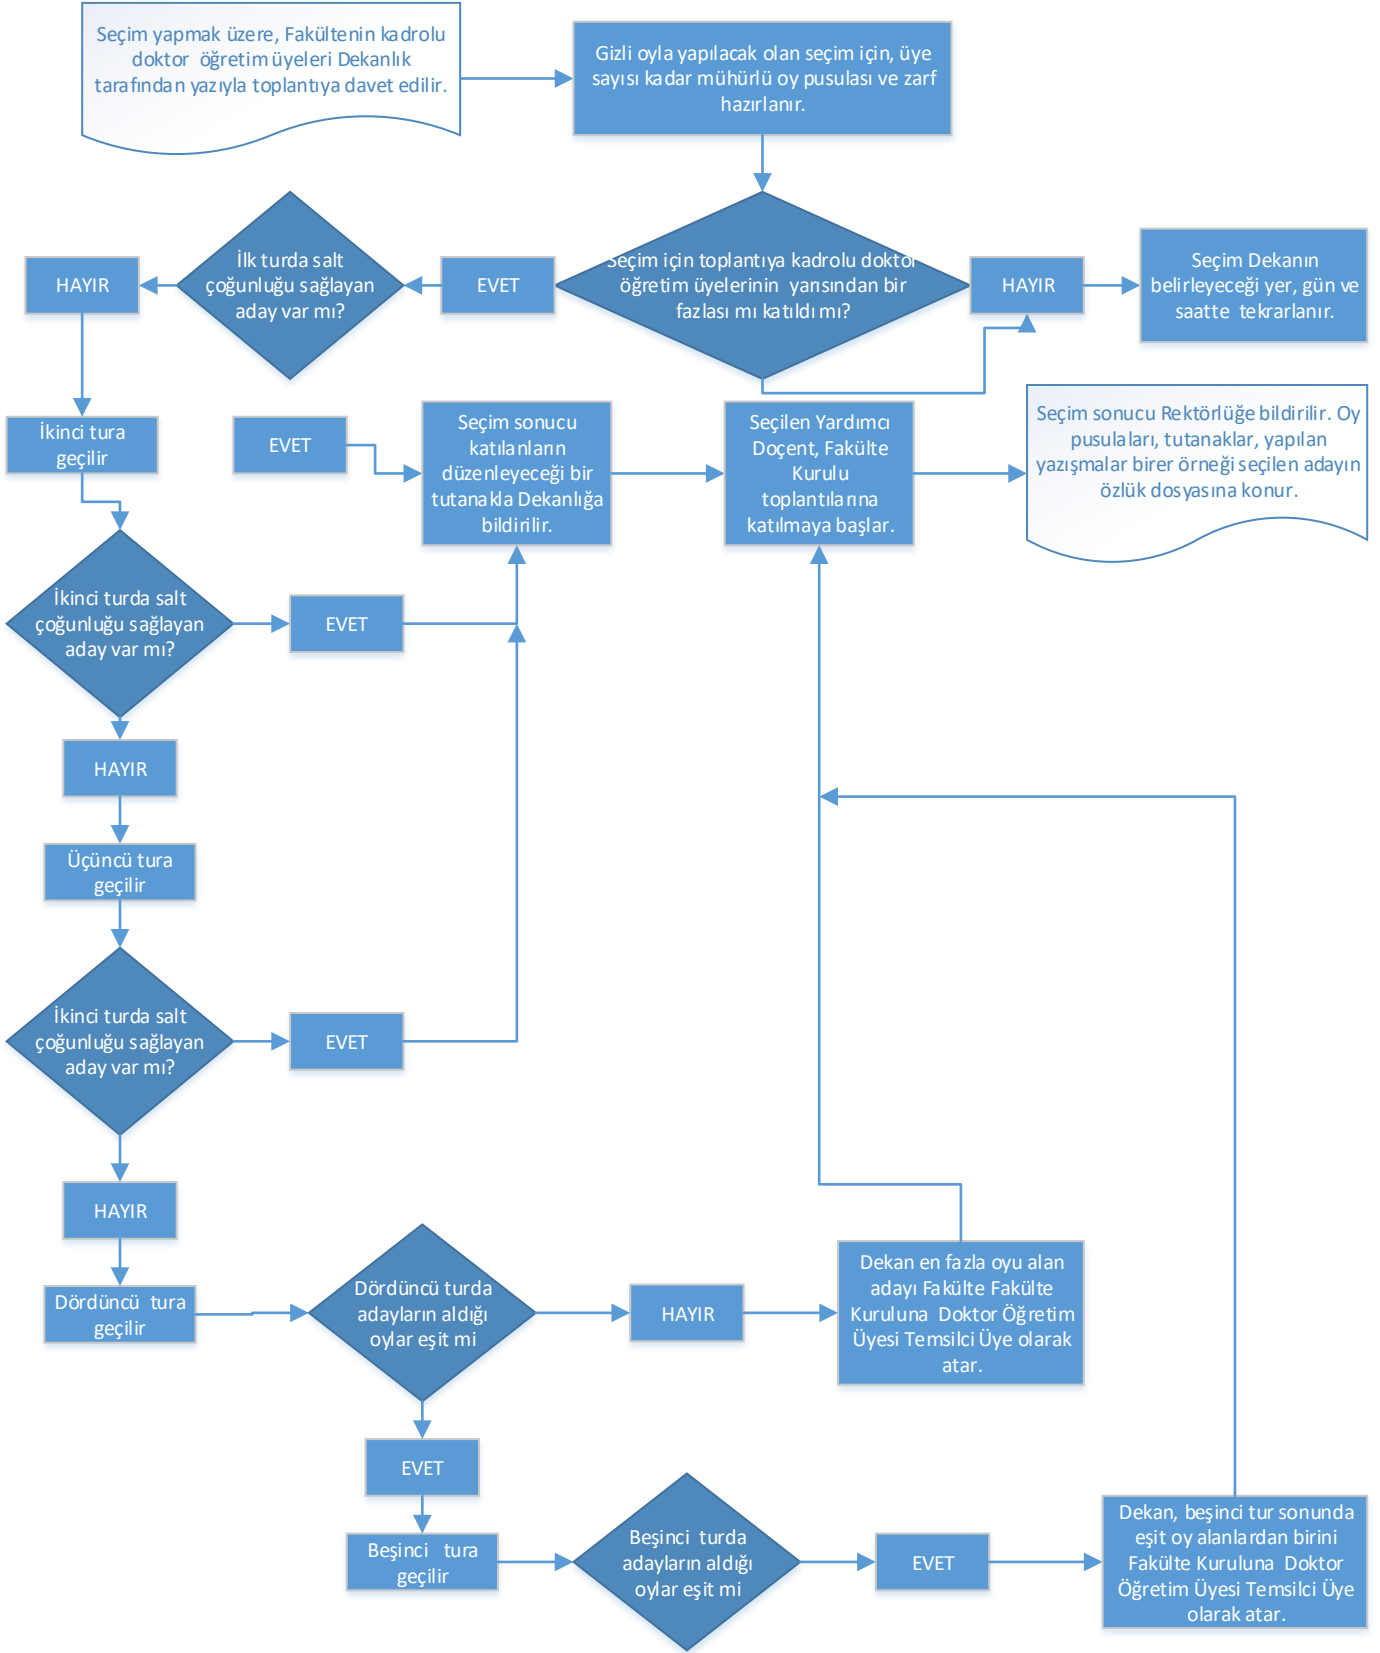 Seçim yapmak üzere, Fakültenin kadrolu
doktor öğretim üyeleri Dekanlık
tarafından yazıyla toplantıya davet edilir.
Gizli oyla yapılacak olan seçim için, üye
sayısı kadar mühürlü oy pusulası ve zarf
hazırlanır.
Seçim için toplantıya kadrolu doktor
öğretim üyelerinin yarısından bir
fazlası mı katıldı mı?
HAYIR
Seçim Dekanın
belirleyeceği yer, gün ve
saatte tekrarlanır.
EVET
İlk turda salt
çoğunluğu sağlayan
aday var mı?
HAYIR
İkinci tura
geçilir
EVET
Seçim sonucu
katılanların
düzenleyeceği bir
tutanakla Dekanlığa
bildirilir.
Seçilen Yardımcı
Doçent, Fakülte
Kurulu
toplantılarına
katılmaya başlar.
Seçim sonucu Rektörlüğe bildirilir. Oy
pusulaları, tutanaklar, yapılan
yazışmalar birer örneği seçilen adayın
özlük dosyasına konur.
İkinci turda salt
çoğunluğu sağlayan
aday var mı?
EVET
HAYIR
Üçüncü tura
geçilir
İkinci turda salt
çoğunluğu sağlayan
aday var mı?
EVET
HAYIR
Dördüncü tura
geçilir
Dördüncü turda
adayların aldığı
oylar eşit mi
HAYIR
Dekan en fazla oyu alan
adayı Fakülte Fakülte
Kuruluna Doktor Öğretim
Üyesi Temsilci Üye olarak
atar.
EVET
Beşinci tura
geçilir
Beşinci turda
adayların aldığı
oylar eşit mi
EVET
Dekan, beşinci tur sonunda
eşit oy alanlardan birini
Fakülte Kuruluna Doktor
Öğretim Üyesi Temsilci Üye
olarak atar.